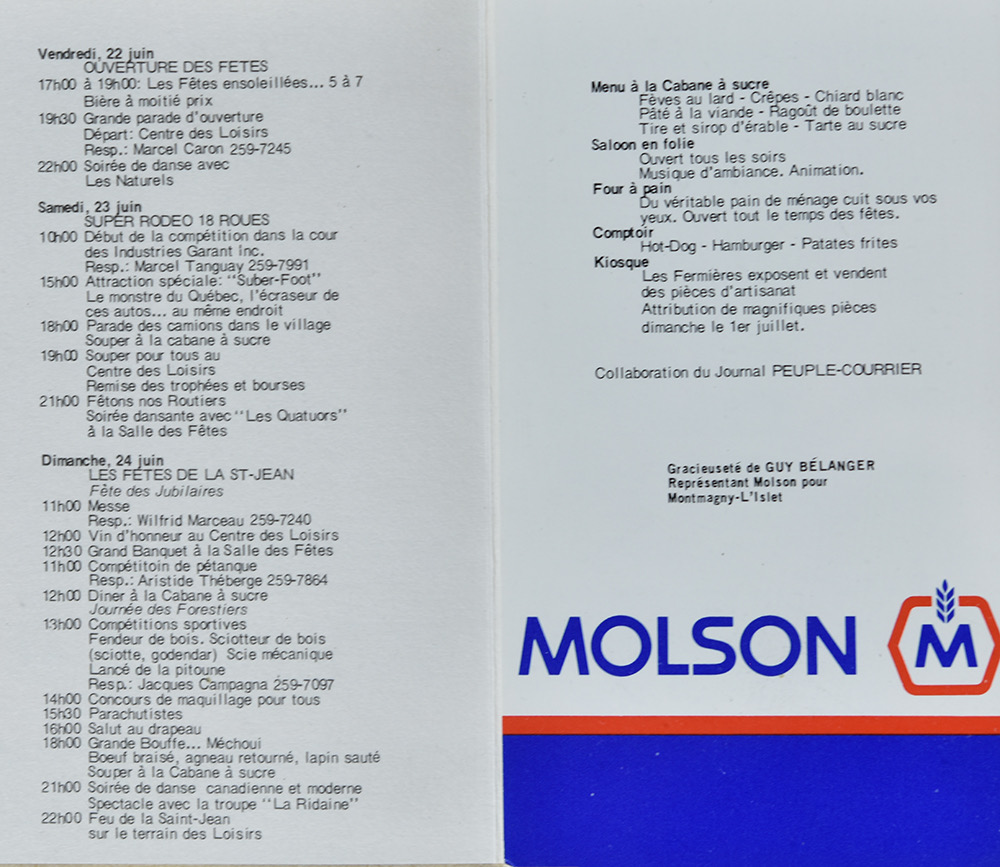 Vendredi, 22 juin
OUVERTURE DES FETES
17h00 à 19h00: Les Fêtes ensoleillées... 5 à 7
Bière à moitié prix
19h30 Grande parade d'ouverture
Départ: Centre des Loisirs
Resp.: Marcel Caron 259-7245
22h00 Soirée de danse avec
Les Naturels
Samedi, 23 juin
SUPER RODEO 18 ROUES
10h00 Début de la compétition dans la cour
des Industries Garant Inc.
Resp.: Marcel Tanguay 259-7991
15h00 Attraction spéciale: "Suber-Foot"
Le monstre du Québec, l'écraseur de
ces autos... au même endroit
18h00 Parade des camions dans le village
Souper à la cabane à sucre
19h00 Souper pour tous au
Centre des Loisirs
Remise des trophées et bourses
21h00 Fêtons nos Routiers
Soirée dansante avec "Les Quatuors"
à la Salle des Fêtes
Dimanche, 24 juin
LES FÊTES DE LA ST-JEAN
Fête des Jubilaires
11h00 Messe
Resp.: Wilfrid Marceau 259-7240
12h00 Vin d'honneur au Centre des Loisirs
12h30 Grand Banquet à la Salle des Fêtes
11h00 Compétitoin de pétanque
Resp.: Aristide Théberge 259-7864
12h00 Diner à la Cabane à sucre
Journée des Forestiers
13h00 Compétitions sportives
Fendeur de bois. Sciotteur de bois
(sciotte, godendar) Scie mécanique
Lancé de la pitoune
Resp.: Jacques Campagna 259-7097
14h00 Concours de maquillage pour tous
15h30 Parachutistes
16h00 Salut au drapeau
18h00 Grande Bouffe... Méchoui
Boeuf braisé, agneau retourné, lapin sauté
Souper à la Cabane à sucre
21h00 Soirée de danse canadienne et moderne
Spectacle avec la troupe "La Ridaine"
22h00 Feu de la Saint-Jean
sur le terrain des Loisirs
Menu à la Cabane à sucre
Fèves au lard - Crêpes - Chiard blanc
Pâté à la viande - Ragoût de boulette
Tire et sirop d'érable - Tarte au sucre
Saloon en folie
Ouvert tous les soirs
Musique d'ambiance. Animation.
Four à pain
Du véritable pain de ménage cuit sous vos
yeux. Ouvert tout le temps des fêtes.
Comptoir
Hot-Dog - Hamburger - Patates frites
Kiosque
Les Fermières exposent et vendent
des pièces d'artisanat
Attribution de magnifiques pièces
dimanche le 1er juillet.
Collaboration du Journal PEUPLE-COURRIER
Gracieuseté de GUY BÉLANGER
Représentant Molson pour
Montmagny-L'Islet
MOLSON M